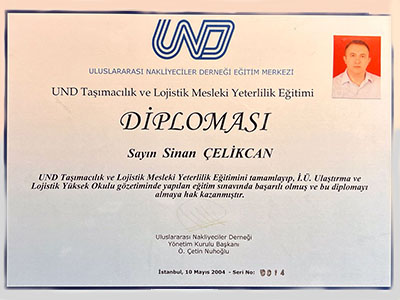 UND
ULUSLARARASI NAKLİYECİLER DERNEĞİ EĞİTİM MERKEZİ
UND Taşımacılık ve Lojistik Mesleki Yeterlilik Eğitimi
DİPLOMASI
Sayın Sinan ÇELİKCAN
UND Taşımacılık ve Lojistik Mesleki Yeterlilik Eğitimini tamamlayıp, İ.Ü. Ulaştırma ve
Lojistik Yüksek Okulu gözetiminde yapılan eğitim sınavında başarılı olmuş ve bu diplomayı
almaya hak kazanmıştır.
Uluslararası Nakliyeciler Derneği
Yönetim Kurulu Başkanı
Ö. Çetin Nuhoğlu
İstanbul, 10 Mayıs 2004 - Seri No: 0014